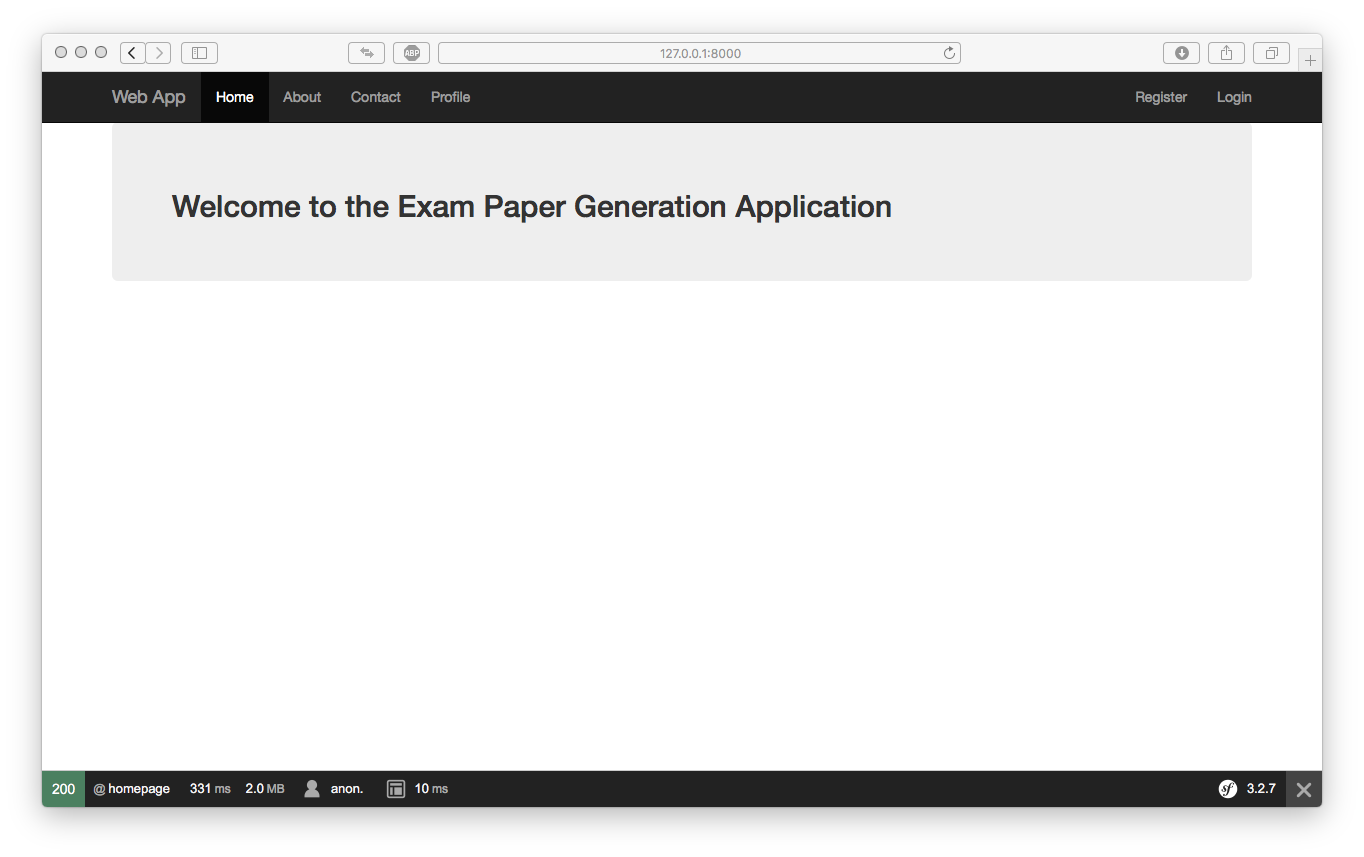 ABP 127.0.0.1:8000
Web App Home About Contact Profile Register Login
Welcome to the Exam Paper Generation Application
200 @ homepage 331 ms 2.0 MB anon. 10 ms sf 3.2.7